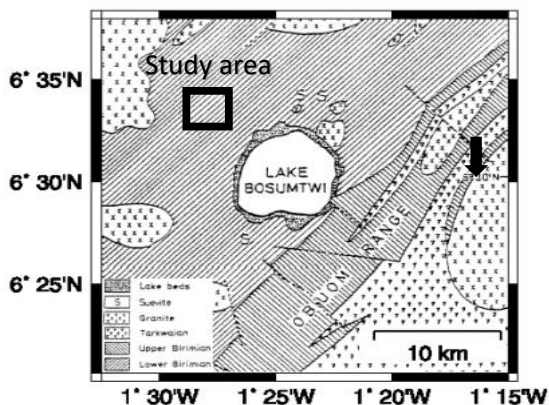 6° 35'N
Study area
6° 30'N
LAKE
BOSUMTWI
OBUOM RANGE
S
S
S
6° 25'N
Lake beds
S Suevite
Granite
Tarkwaian
Upper Birimian
Lower Birimian
10 km
1° 30'W 1° 25'W 1° 20'W 1° 15'W